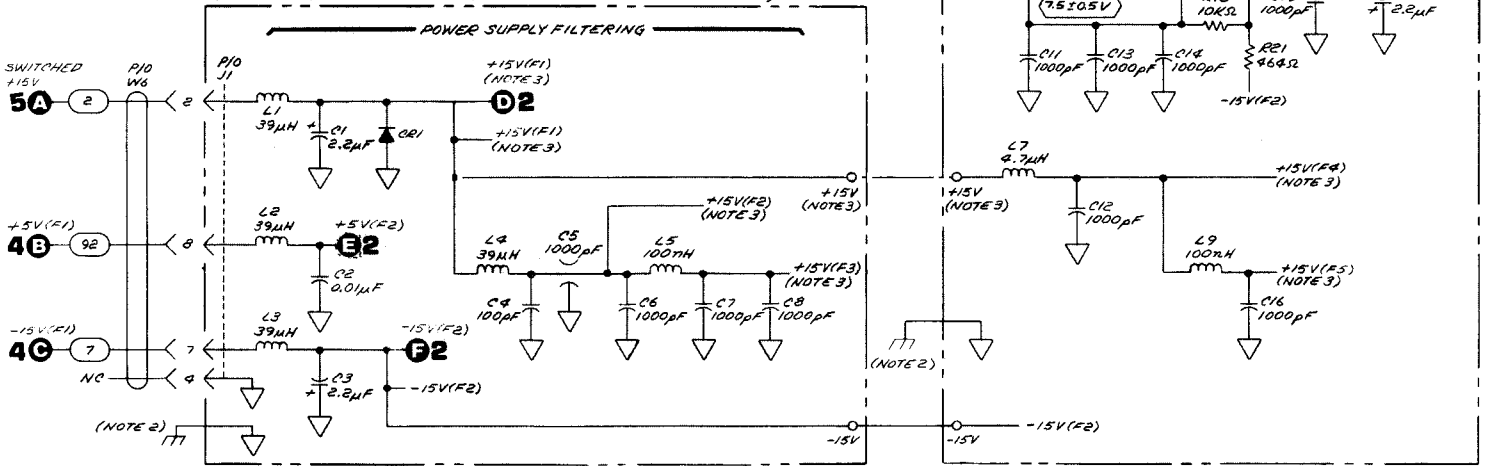 POWER SUPPLY FILTERING
7.5±0.5V
10KΩ
1000pF
+ 2.2µF
C11
1000pF
C13
1000pF
C14
1000pF
R21
464Ω
-15V(F2)
SWITCHED
+15V
P/O
W6
P/O
J1
5A
2
2
L1
39µH
+ C1
2.2µF
CR1
+15V(F1)
(NOTE 3)
D2
+15V(F1)
(NOTE 3)
+15V
(NOTE 3)
+15V
(NOTE 3)
L7
4.7µH
+15V(F4)
(NOTE 3)
C12
1000pF
+5V(F1)
4B
92
8
L2
39µH
+5V(F2)
E2
C2
0.01µF
+15V(F2)
(NOTE 3)
L4
39µH
C5
1000pF
L5
100nH
+15V(F3)
(NOTE 3)
C4
100pF
C6
1000pF
C7
1000pF
C8
1000pF
L9
100nH
+15V(F5)
(NOTE 3)
C16
1000pF
-15V(F1)
4C
7
7
L3
39µH
-15V(F2)
F2
NC
4
C3
+ 2.2µF
-15V(F2)
(NOTE 2)
(NOTE 2)
-15V
-15V
-15V(F2)